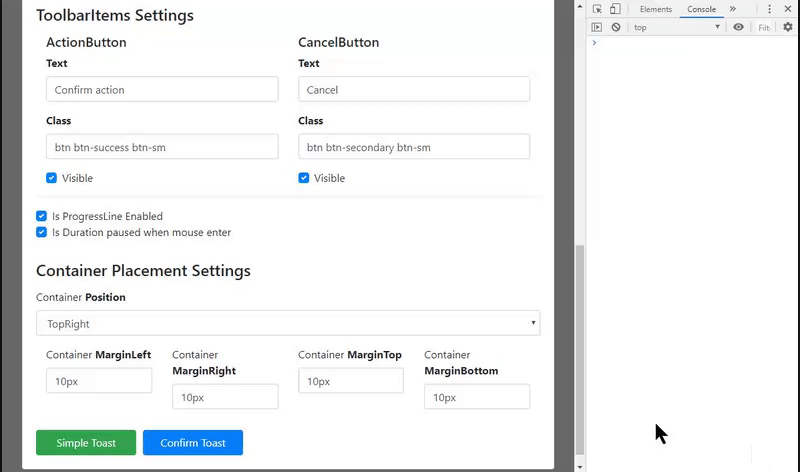 ToolbarItems Settings
ActionButton CancelButton
Text Text
Confirm action Cancel
Class Class
btn btn-success btn-sm btn btn-secondary btn-sm
Visible Visible
Is ProgressLine Enabled
Is Duration paused when mouse enter
Container Placement Settings
Container Position
TopRight
Container MarginLeft Container MarginRight Container MarginTop Container MarginBottom
10px 10px 10px 10px
Simple Toast Confirm Toast
Elements Console »
top Filt